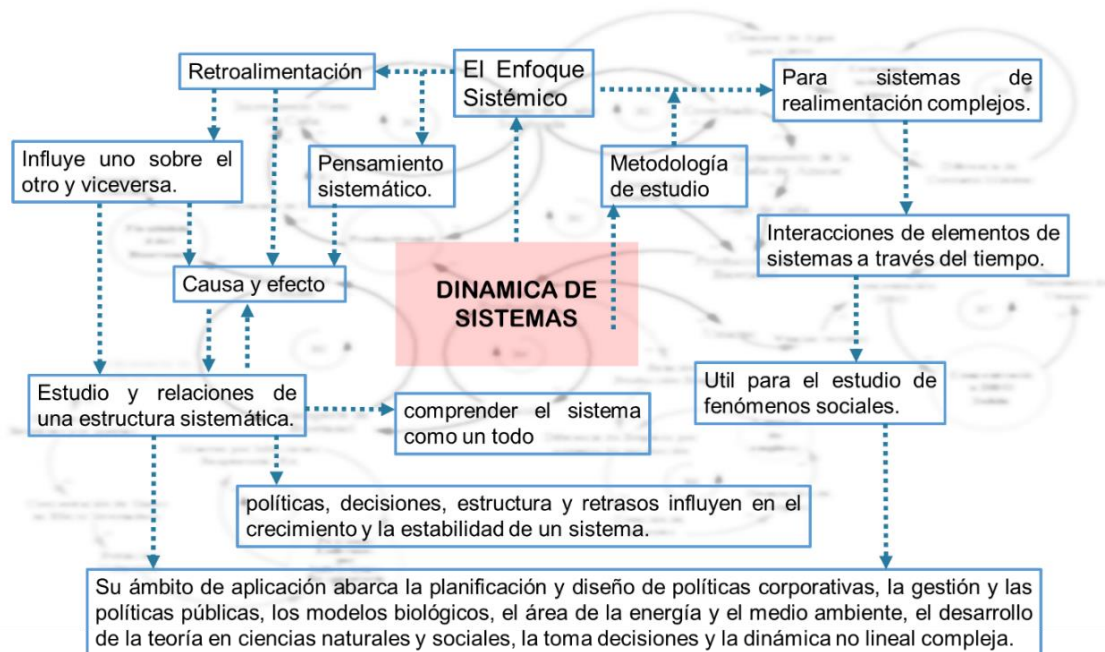 Retroalimentación
El Enfoque
Sistémico
Para sistemas de
realimentación complejos.
Influye uno sobre el
otro y viceversa.
Pensamiento
sistemático.
Metodología
de estudio
Interacciones de elementos de
sistemas a través del tiempo.
Causa y efecto
DINAMICA DE
SISTEMAS
Estudio y relaciones de
una estructura sistemática.
comprender el sistema
como un todo
Util para el estudio de
fenómenos sociales.
políticas, decisiones, estructura y retrasos influyen en el
crecimiento y la estabilidad de un sistema.
Su ámbito de aplicación abarca la planificación y diseño de políticas corporativas, la gestión y las
políticas públicas, los modelos biológicos, el área de la energía y el medio ambiente, el desarrollo
de la teoría en ciencias naturales y sociales, la toma decisiones y la dinámica no lineal compleja.